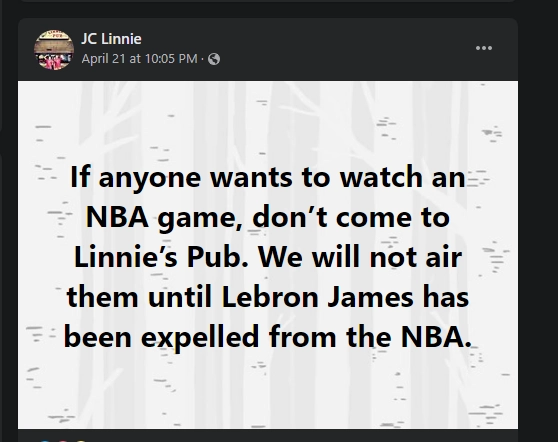 JC Linnie
April 21 at 10:05 PM ·
If anyone wants to watch an
NBA game, don’t come to
Linnie’s Pub. We will not air
them until Lebron James has
been expelled from the NBA.